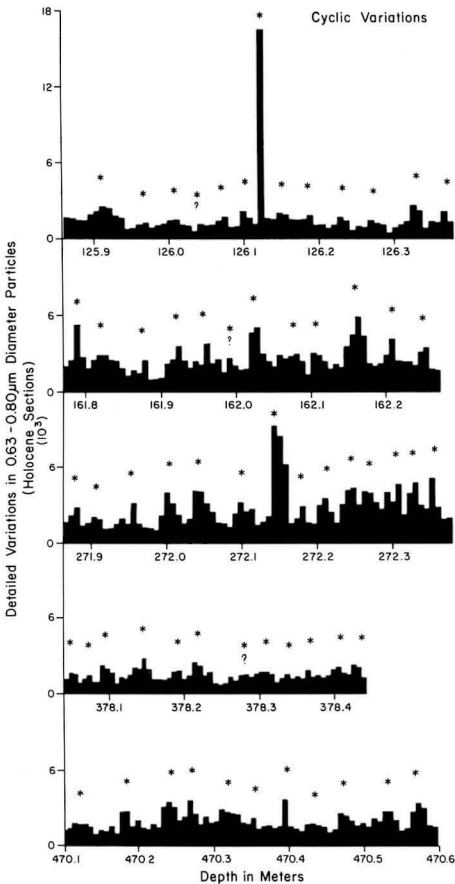 Cyclic Variations
18
12
6
0
* * * * * * * * * * * * *
?
125.9 126.0 126.1 126.2 126.3
6
0
* * * * * * * * * * * *
?
161.8 161.9 162.0 162.1 162.2
6
0
* * * * * * * * * * * * * *
271.9 272.0 272.1 272.2 272.3
6
0
* * * * * * * * * * * *
?
378.1 378.2 378.3 378.4
6
0
* * * * * * * * * * *
470.1 470.2 470.3 470.4 470.5 470.6
Depth in Meters
Detailed Variations in 0.63-0.80µm Diameter Particles
(Holocene Sections)
(10³)